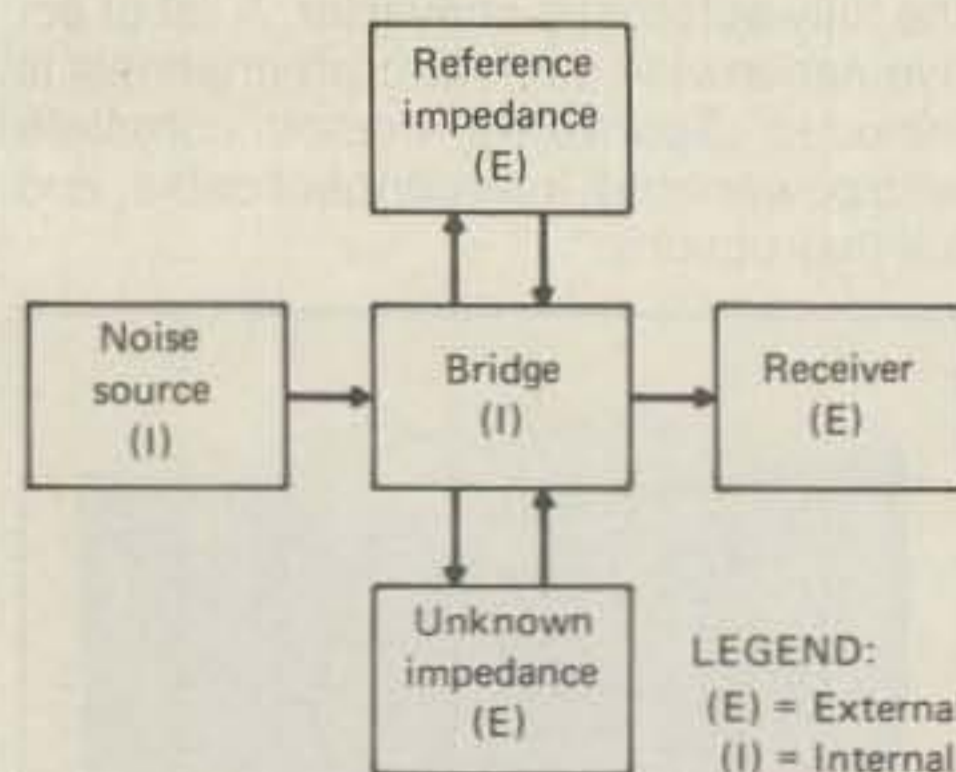 Reference
impedance
(E)
Noise
source
(I)
Bridge
(I)
Receiver
(E)
Unknown
impedance
(E)
LEGEND:
(E) = Externa
(I) = Internal